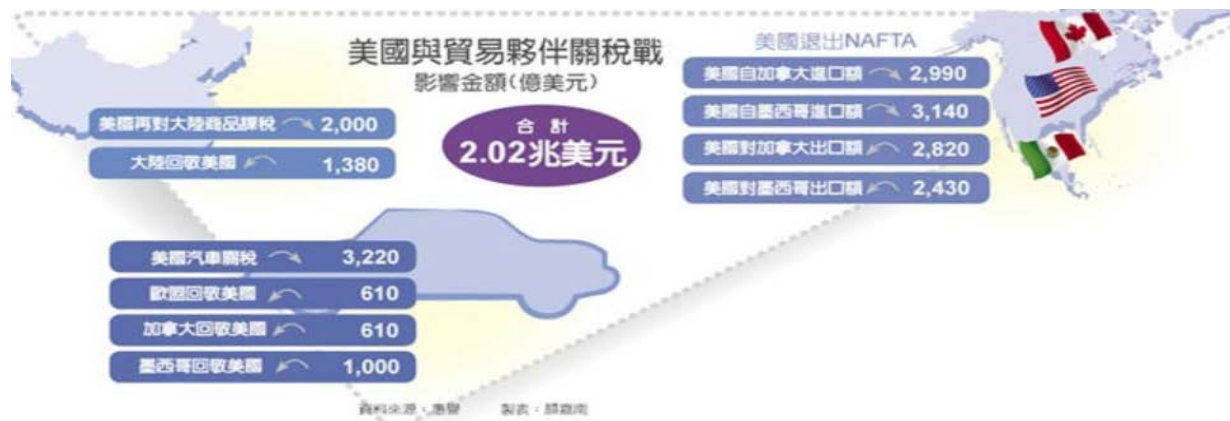 美國與貿易夥伴關稅戰
影響金額(億美元)
合計
2.02兆美元
美國再對大陸商品課稅 2,000
大陸回敬美國 1,380
美國汽車關稅 3,220
歐盟回敬美國 610
加拿大回敬美國 610
墨西哥回敬美國 1,000
美國退出NAFTA
美國自加拿大進口額 2,990
美國自墨西哥進口額 3,140
美國對加拿大出口額 2,820
美國對墨西哥出口額 2,430
資料來源：惠譽 製表：顏嘉南